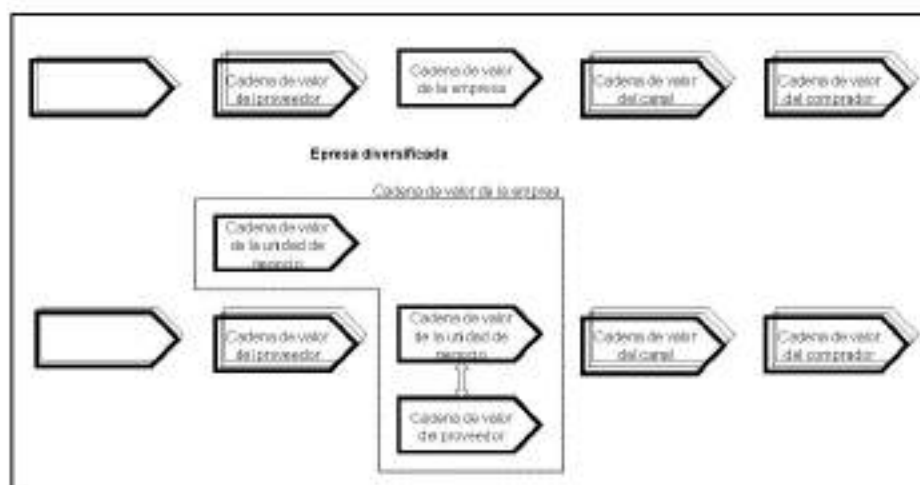 Cadena de valor
del proveedor
Cadena de valor
de la empresa
Cadena de valor
del canal
Cadena de valor
del comprador
Epresa diversificada
Cadena de valor de la empresa
Cadena de valor
de la unidad de
negocio
Cadena de valor
del proveedor
Cadena de valor
de la unidad de
negocio
Cadena de valor
del canal
Cadena de valor
del comprador
Cadena de valor
del proveedor